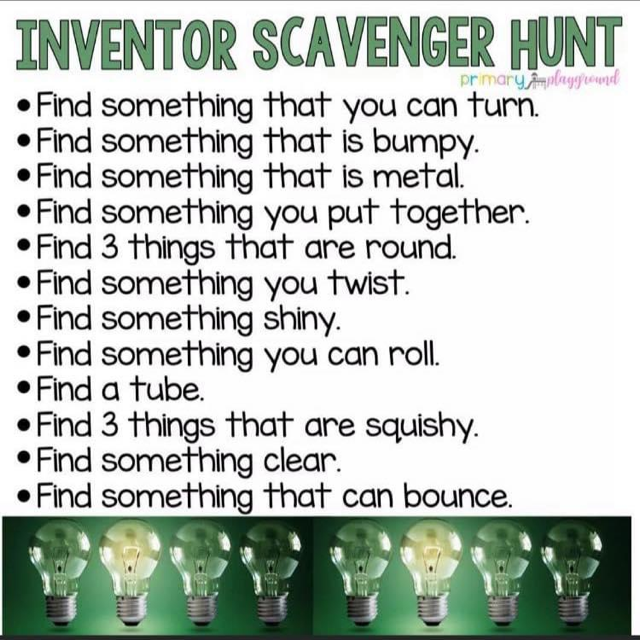 INVENTOR SCAVENGER HUNT
primary playground
• Find something that you can turn.
• Find something that is bumpy.
• Find something that is metal.
• Find something you put together.
• Find 3 things that are round.
• Find something you twist.
• Find something shiny.
• Find something you can roll.
• Find a tube.
• Find 3 things that are squishy.
• Find something clear.
• Find something that can bounce.